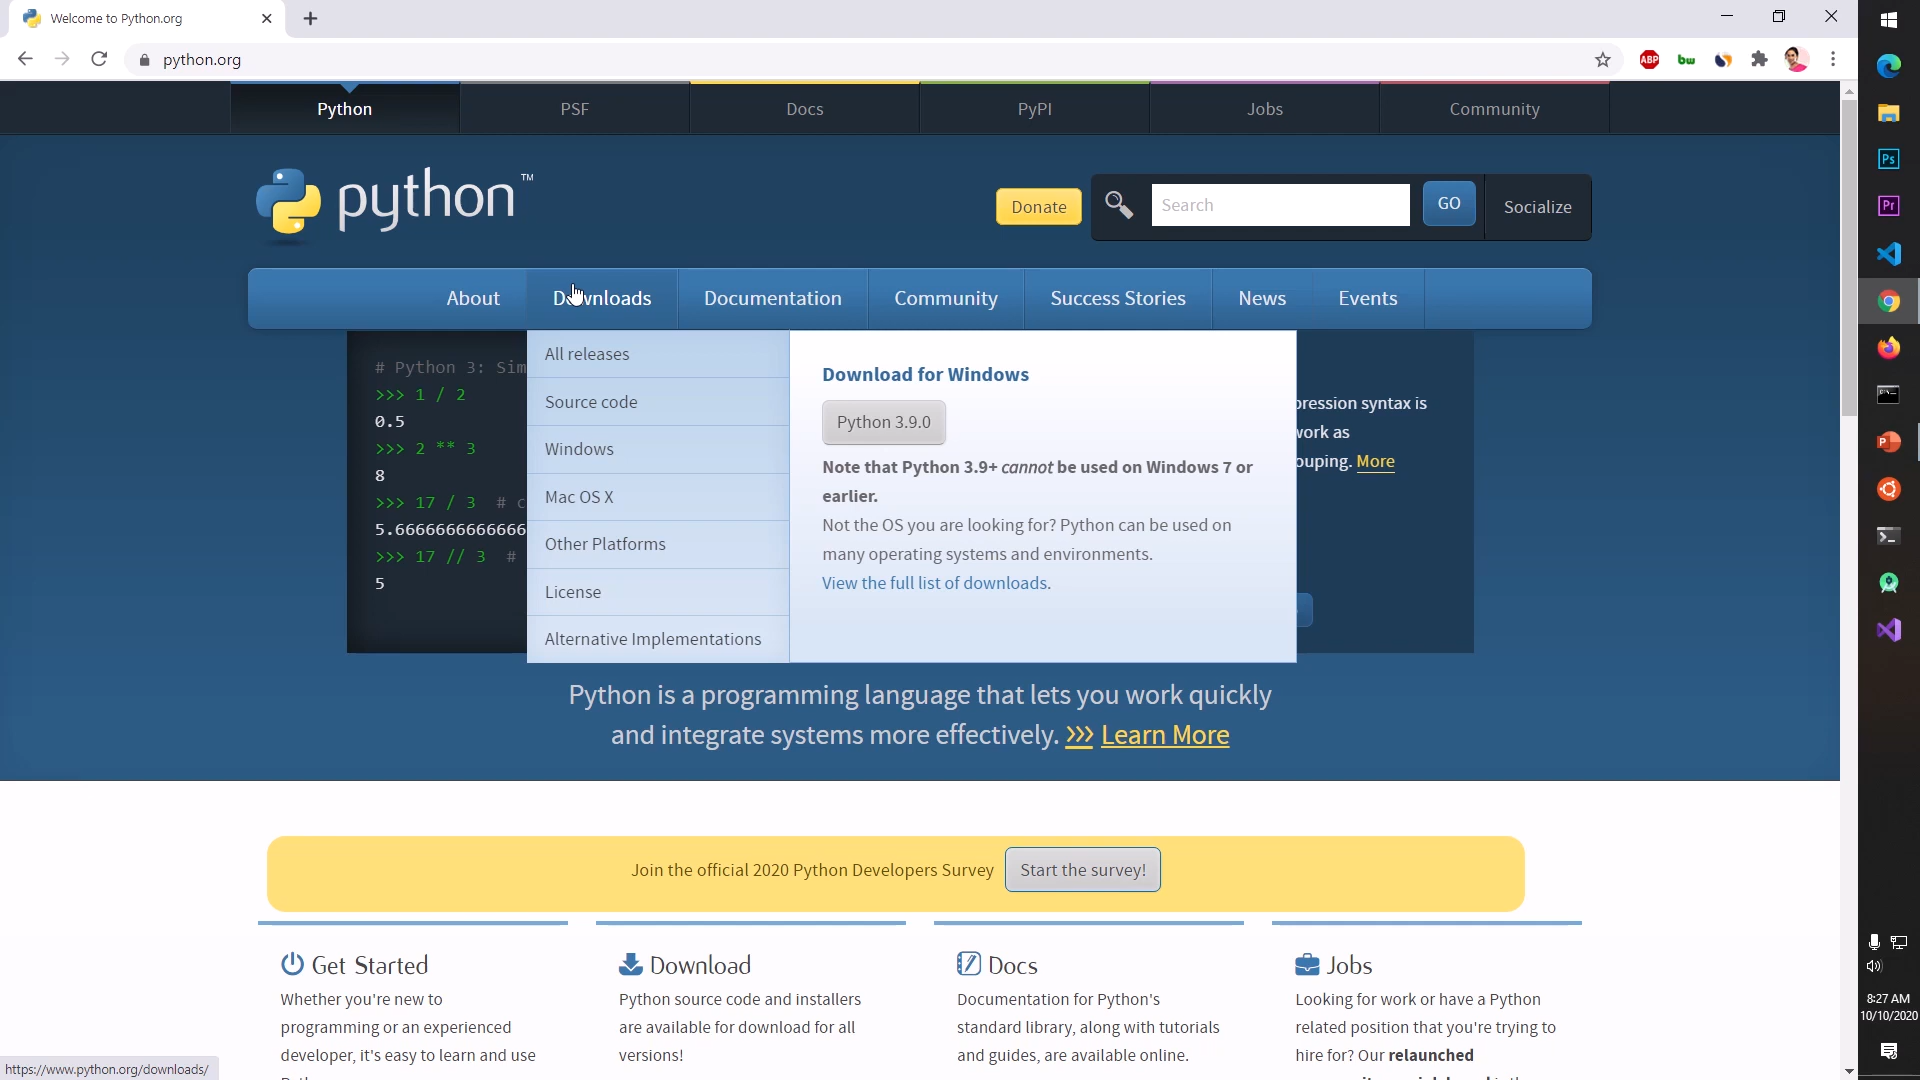 Welcome to Python.org
python.org
ABP
bw
Python
PSF
Docs
PyPI
Jobs
Community
python™
Donate
Search
GO
Socialize
About
Downloads
Documentation
Community
Success Stories
News
Events
# Python 3: Sim
>>> 1 / 2
0.5
>>> 2 ** 3
8
>>> 17 / 3 # c
5.6666666666666
>>> 17 // 3 #
5
All releases
Source code
Windows
Mac OS X
Other Platforms
License
Alternative Implementations
Download for Windows
Python 3.9.0
Note that Python 3.9+ cannot be used on Windows 7 or
earlier.
Not the OS you are looking for? Python can be used on
many operating systems and environments.
View the full list of downloads.
pression syntax is
work as
ouping. More
Python is a programming language that lets you work quickly
and integrate systems more effectively. >>> Learn More
Join the official 2020 Python Developers Survey
Start the survey!
Get Started
Whether you're new to
programming or an experienced
developer, it's easy to learn and use
Download
Python source code and installers
are available for download for all
versions!
Docs
Documentation for Python's
standard library, along with tutorials
and guides, are available online.
Jobs
Looking for work or have a Python
related position that you're trying to
hire for? Our relaunched
https://www.python.org/downloads/
Ps
Pr
P
8:27 AM
10/10/2020